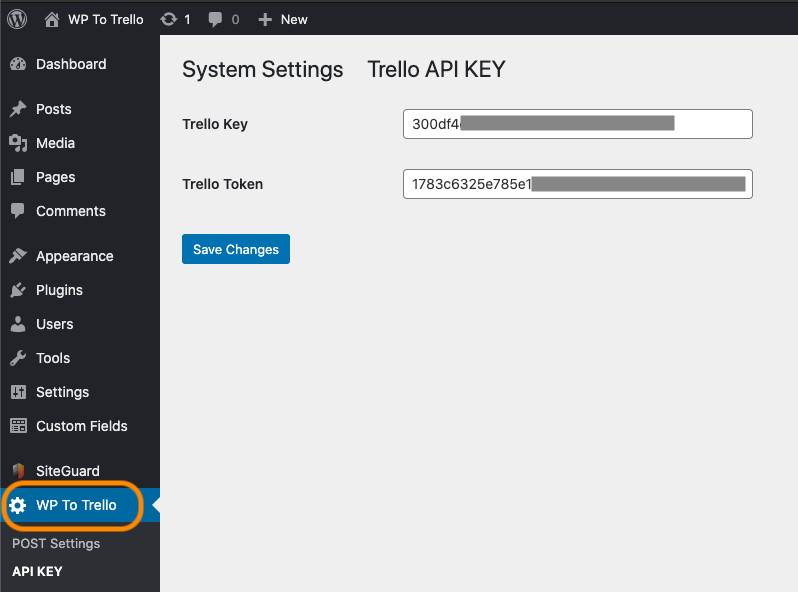 WP To Trello 1 0 New
Dashboard
Posts
Media
Pages
Comments
Appearance
Plugins
Users
Tools
Settings
Custom Fields
SiteGuard
WP To Trello
POST Settings
API KEY
System Settings Trello API KEY
Trello Key 300df4
Trello Token 1783c6325e785e1
Save Changes